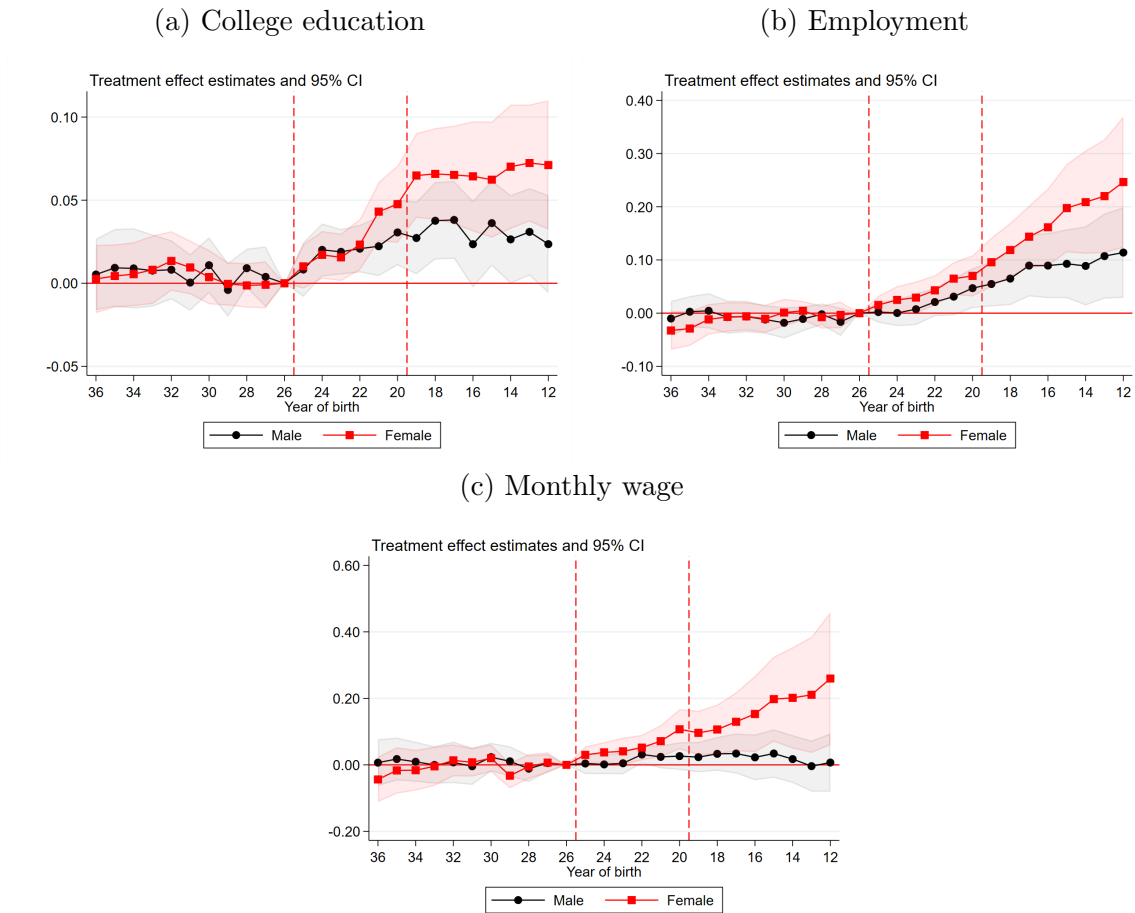 (a) College education
Treatment effect estimates and 95% CI
0.10
0.05
0.00
-0.05
36 34 32 30 28 26 24 22 20 18 16 14 12
Year of birth
Male Female
(b) Employment
Treatment effect estimates and 95% CI
0.40
0.30
0.20
0.10
0.00
-0.10
36 34 32 30 28 26 24 22 20 18 16 14 12
Year of birth
Male Female
(c) Monthly wage
Treatment effect estimates and 95% CI
0.60
0.40
0.20
0.00
-0.20
36 34 32 30 28 26 24 22 20 18 16 14 12
Year of birth
Male Female